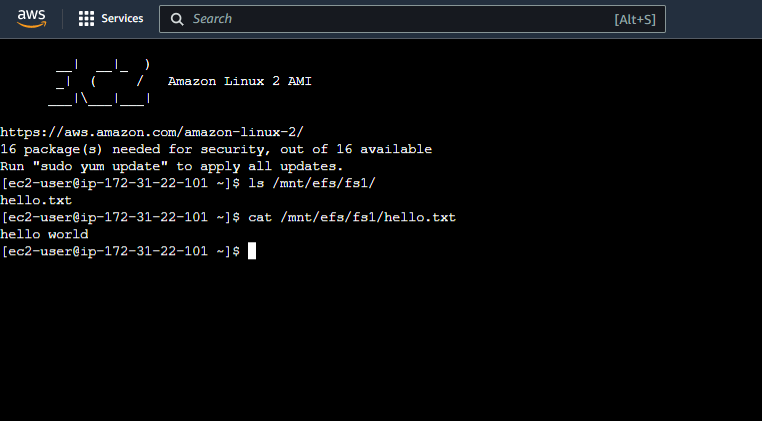 aws
Services
Search
[Alt+S]
__|  __|_  )
_|  (     /   Amazon Linux 2 AMI
___|\___|___|
https://aws.amazon.com/amazon-linux-2/
16 package(s) needed for security, out of 16 available
Run "sudo yum update" to apply all updates.
[ec2-user@ip-172-31-22-101 ~]$ ls /mnt/efs/fs1/
hello.txt
[ec2-user@ip-172-31-22-101 ~]$ cat /mnt/efs/fs1/hello.txt
hello world
[ec2-user@ip-172-31-22-101 ~]$